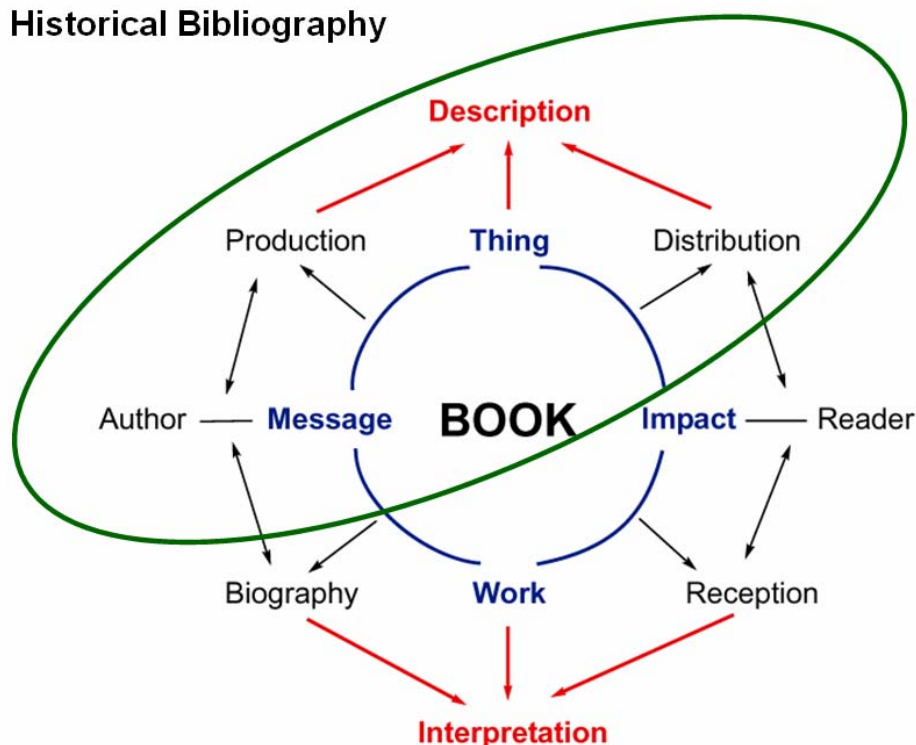 Historical Bibliography
Description
Production Thing Distribution
Author Message BOOK Impact Reader
Biography Work Reception
Interpretation